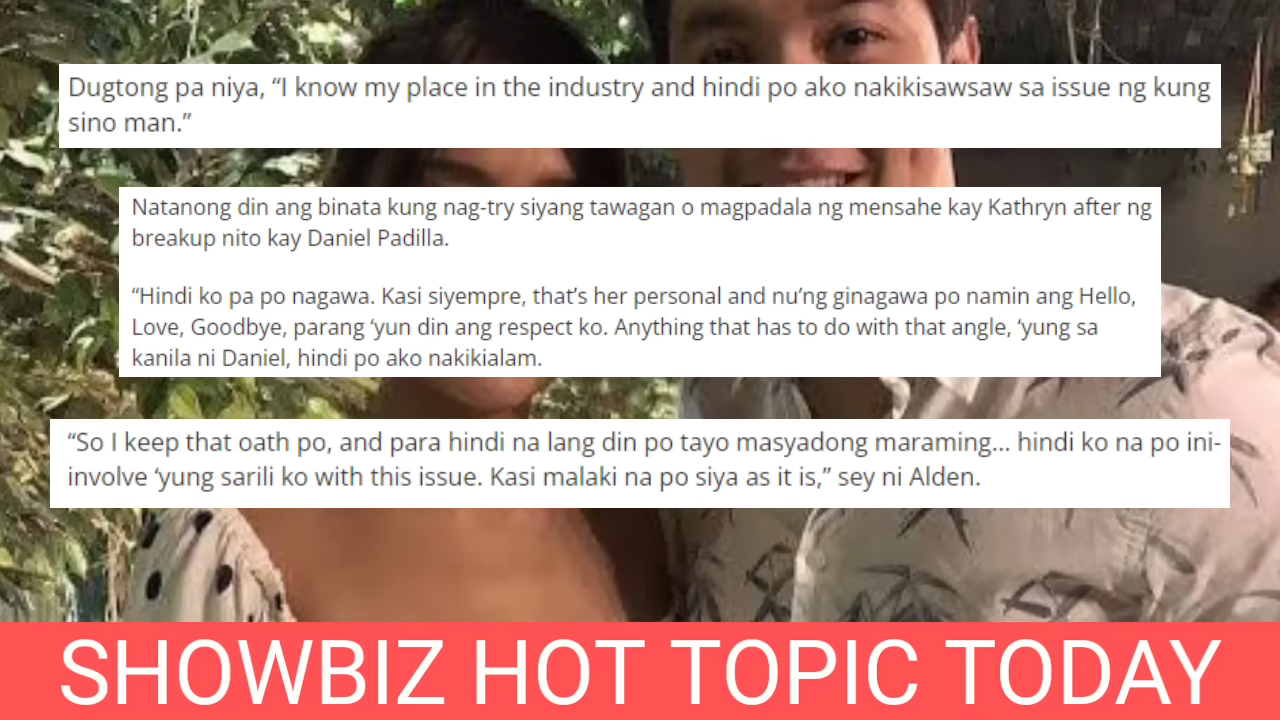 Dugtong pa niya, “I know my place in the industry and hindi po ako nakikisawsaw sa issue ng kung
sino man.”
Natanong din ang binata kung nag-try siyang tawagan o magpadala ng mensahe kay Kathryn after ng
breakup nito kay Daniel Padilla.
“Hindi ko pa po nagawa. Kasi siyempre, that’s her personal and nu’ng ginagawa po namin ang Hello,
Love, Goodbye, parang ‘yun din ang respect ko. Anything that has to do with that angle, ‘yung sa
kanila ni Daniel, hindi po ako nakikialam.
“So I keep that oath po, and para hindi na lang din po tayo masyadong maraming… hindi ko na po ini-
involve ‘yung sarili ko with this issue. Kasi malaki na po siya as it is,” sey ni Alden.
SHOWBIZ HOT TOPIC TODAY